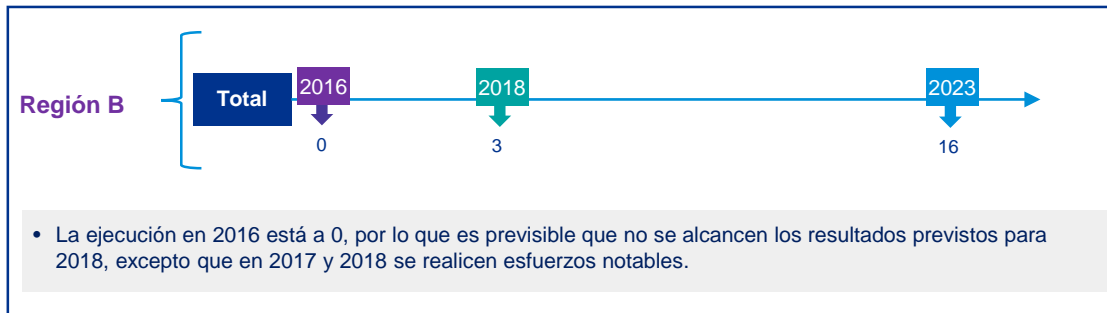 2016 2018 2023
Región B Total
0 3 16
• La ejecución en 2016 está a 0, por lo que es previsible que no se alcancen los resultados previstos para
2018, excepto que en 2017 y 2018 se realicen esfuerzos notables.